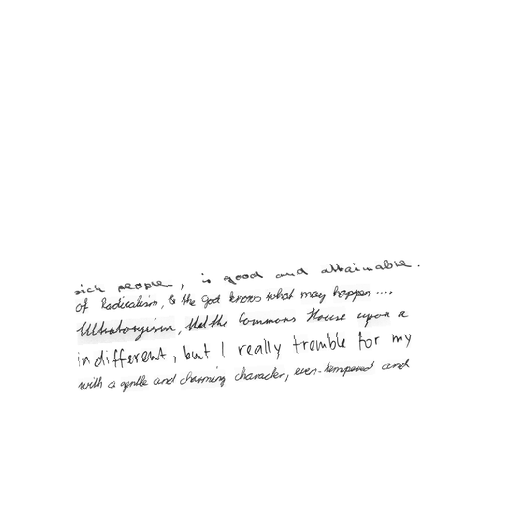 sick people, is good and attainable.
of Radicalism, & the god knows what may happen ....
that the Commons House upon a
indifferent, but I really tremble for my
with a gentle and charming character, even-tempered and